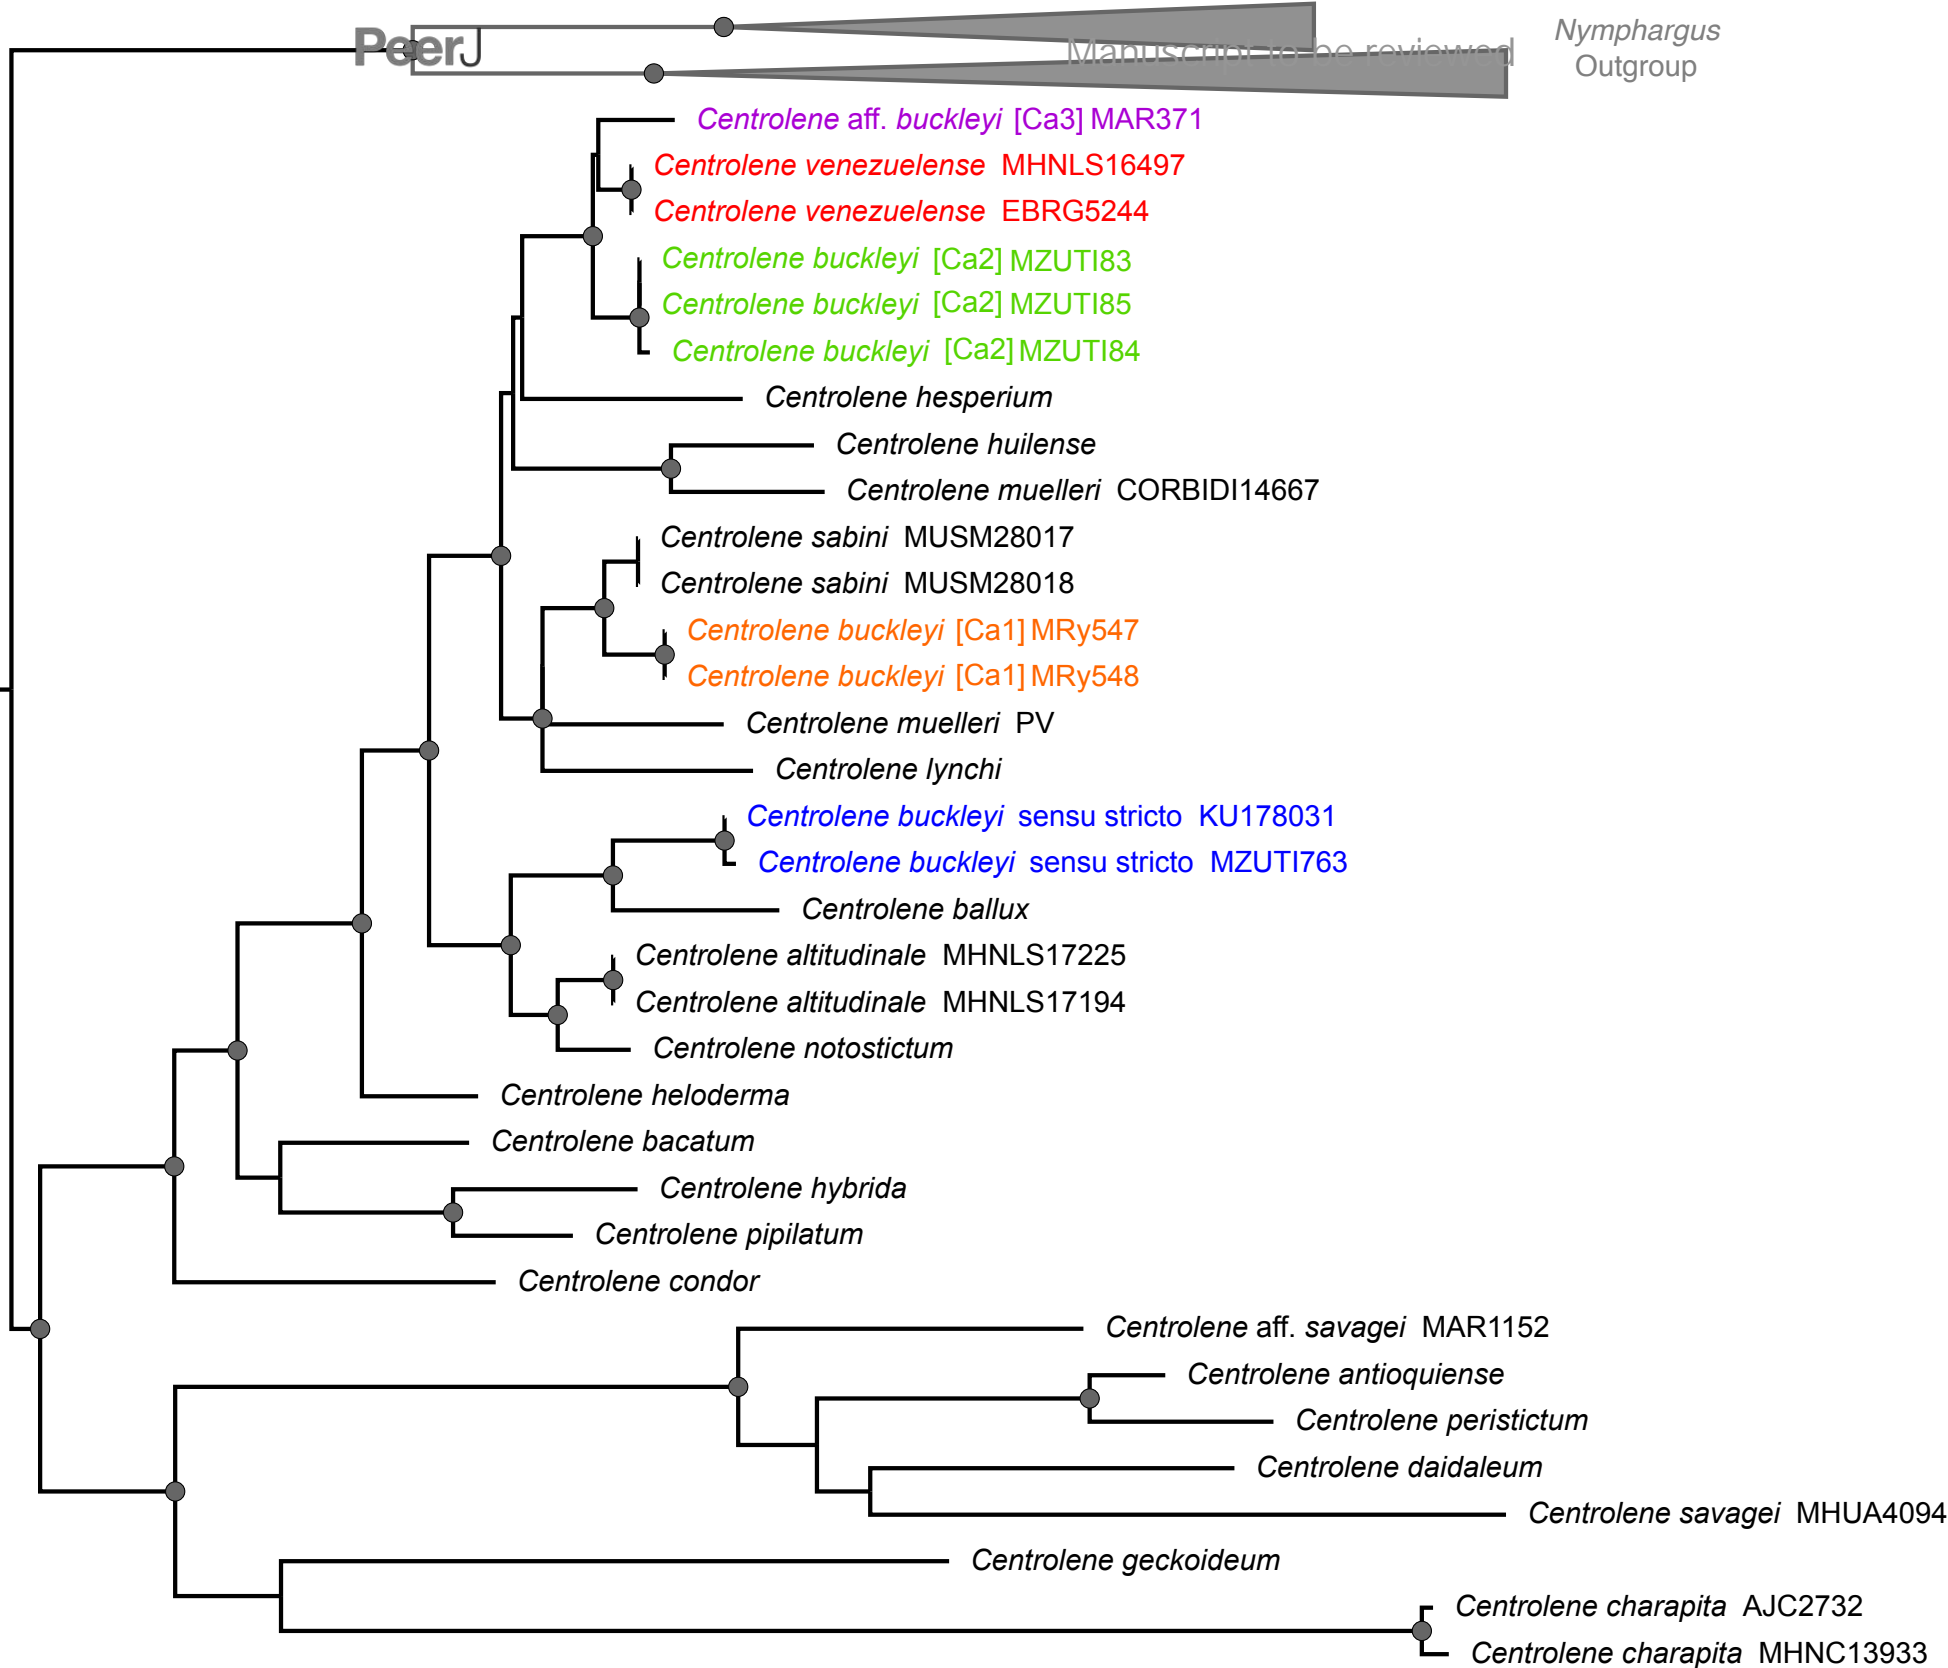 PeerJ
Manuscript to be reviewed
Nymphargus
Outgroup
Centrolene aff. buckleyi [Ca3] MAR371
Centrolene venezuelense MHNLS16497
Centrolene venezuelense EBRG5244
Centrolene buckleyi [Ca2] MZUTI83
Centrolene buckleyi [Ca2] MZUTI85
Centrolene buckleyi [Ca2] MZUTI84
Centrolene hesperium
Centrolene huilense
Centrolene muelleri CORBIDI14667
Centrolene sabini MUSM28017
Centrolene sabini MUSM28018
Centrolene buckleyi [Ca1] MRy547
Centrolene buckleyi [Ca1] MRy548
Centrolene muelleri PV
Centrolene lynchi
Centrolene buckleyi sensu stricto KU178031
Centrolene buckleyi sensu stricto MZUTI763
Centrolene ballux
Centrolene altitudinale MHNLS17225
Centrolene altitudinale MHNLS17194
Centrolene notostictum
Centrolene heloderma
Centrolene bacatum
Centrolene hybrida
Centrolene pipilatum
Centrolene condor
Centrolene aff. savagei MAR1152
Centrolene antioquiense
Centrolene peristictum
Centrolene daidaleum
Centrolene savagei MHUA4094
Centrolene geckoideum
Centrolene charapita AJC2732
Centrolene charapita MHNC13933